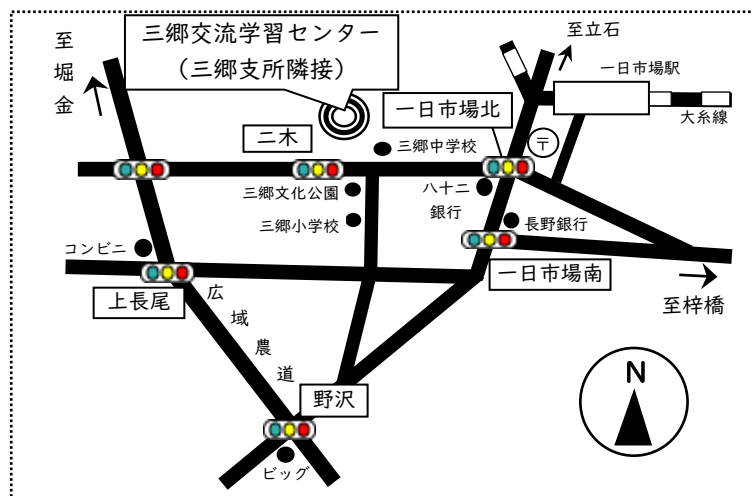 至堀金
三郷交流学習センター
（三郷支所隣接）
至立石
一日市場駅
大糸線
一日市場北
〒
二木
三郷中学校
三郷文化公園
八十二
銀行
三郷小学校
長野銀行
コンビニ
一日市場南
上長尾
広域農道
至梓橋
野沢
N
ビッグ